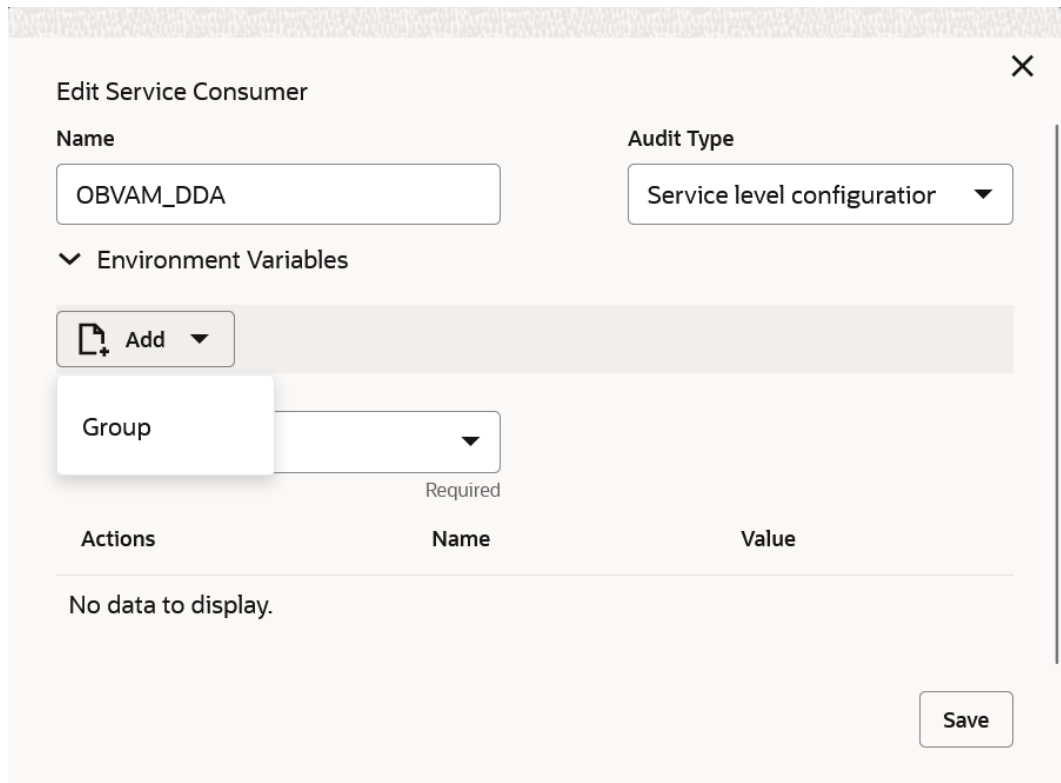 Edit Service Consumer
Name
Audit Type
OBVAM_DDA
Service level configuration
Environment Variables
Add
Group
Required
Actions Name Value
No data to display.
Save